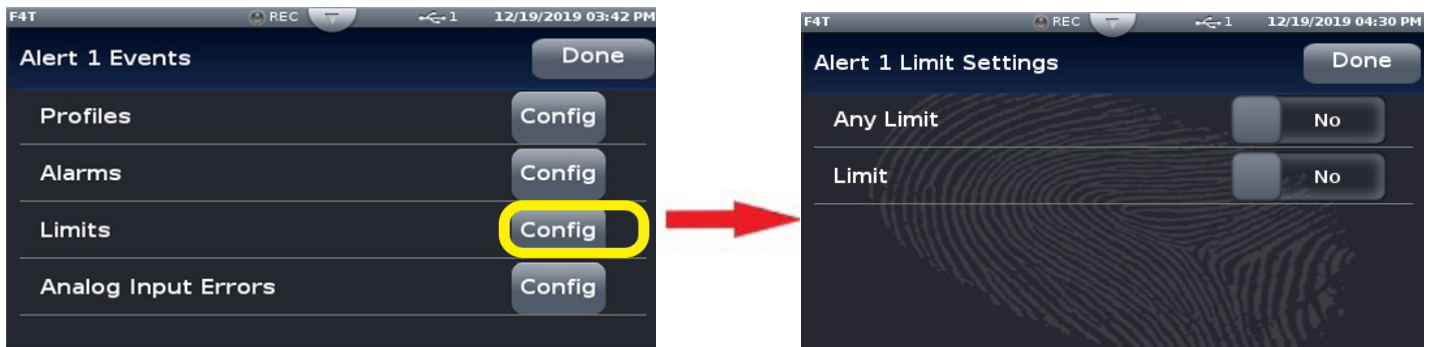 F4T REC 1 12/19/2019 03:42 PM
Alert 1 Events Done
Profiles Config
Alarms Config
Limits Config
Analog Input Errors Config
F4T REC 1 12/19/2019 04:30 PM
Alert 1 Limit Settings Done
Any Limit No
Limit No